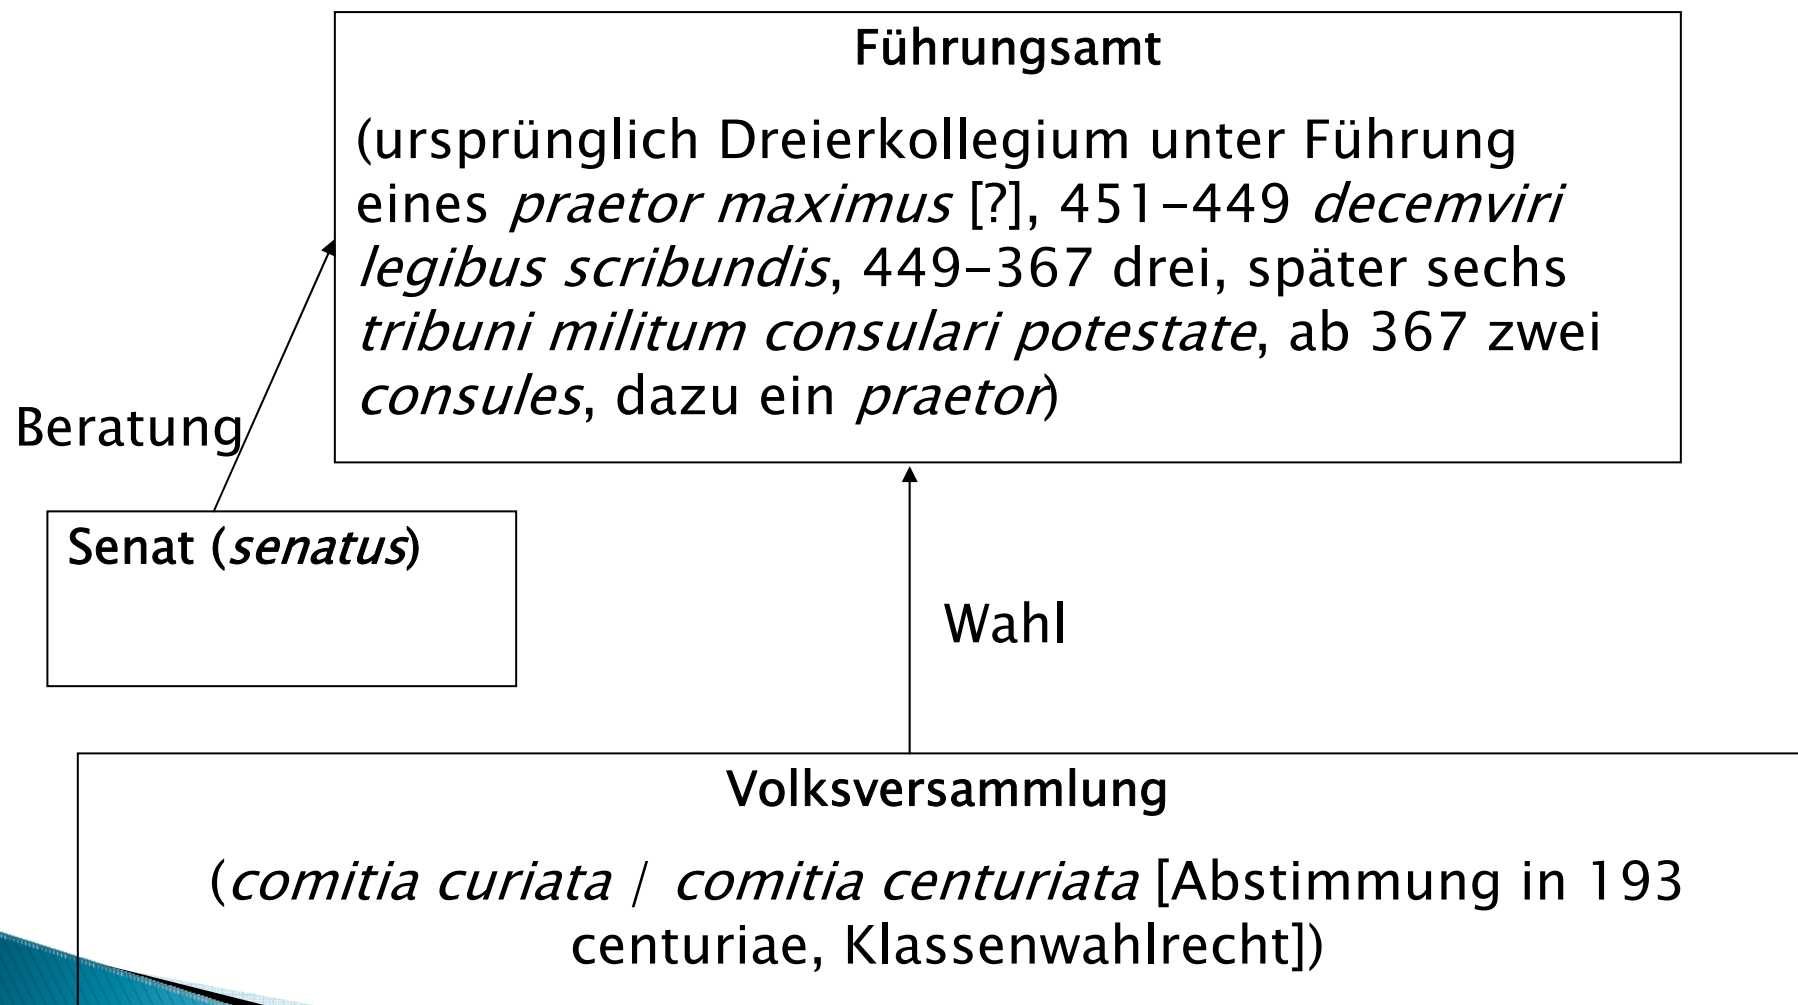 Führungsamt
(ursprünglich Dreierkollegium unter Führung
eines praetor maximus [?], 451–449 decemviri
legibus scribundis, 449–367 drei, später sechs
tribuni militum consulari potestate, ab 367 zwei
consules, dazu ein praetor)
Beratung
Senat (senatus)
Wahl
Volksversammlung
(comitia curiata / comitia centuriata [Abstimmung in 193
centuriae, Klassenwahlrecht])